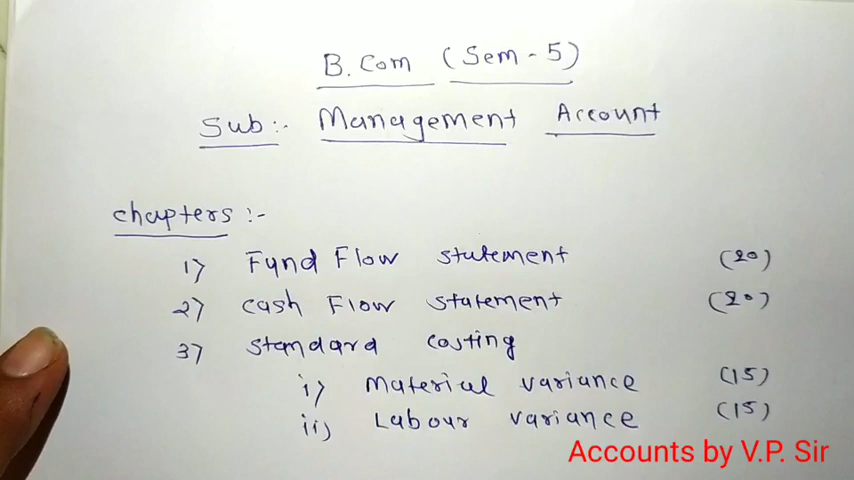 B.Com (Sem-5)
Sub:- Management Account
Chapters :-
1) Fund Flow statement (20)
2) cash Flow statement (20)
3) standard costing
i) Material variance (15)
ii) Labour variance (15)
Accounts by V.P. Sir